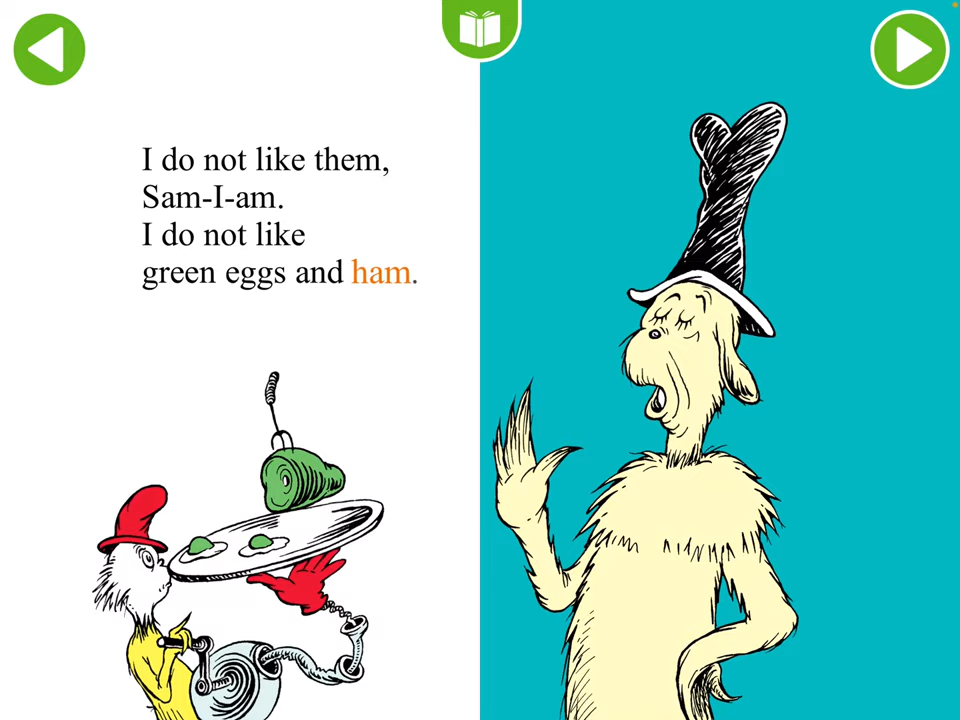 I do not like them,
Sam-I-am.
I do not like
green eggs and ham.